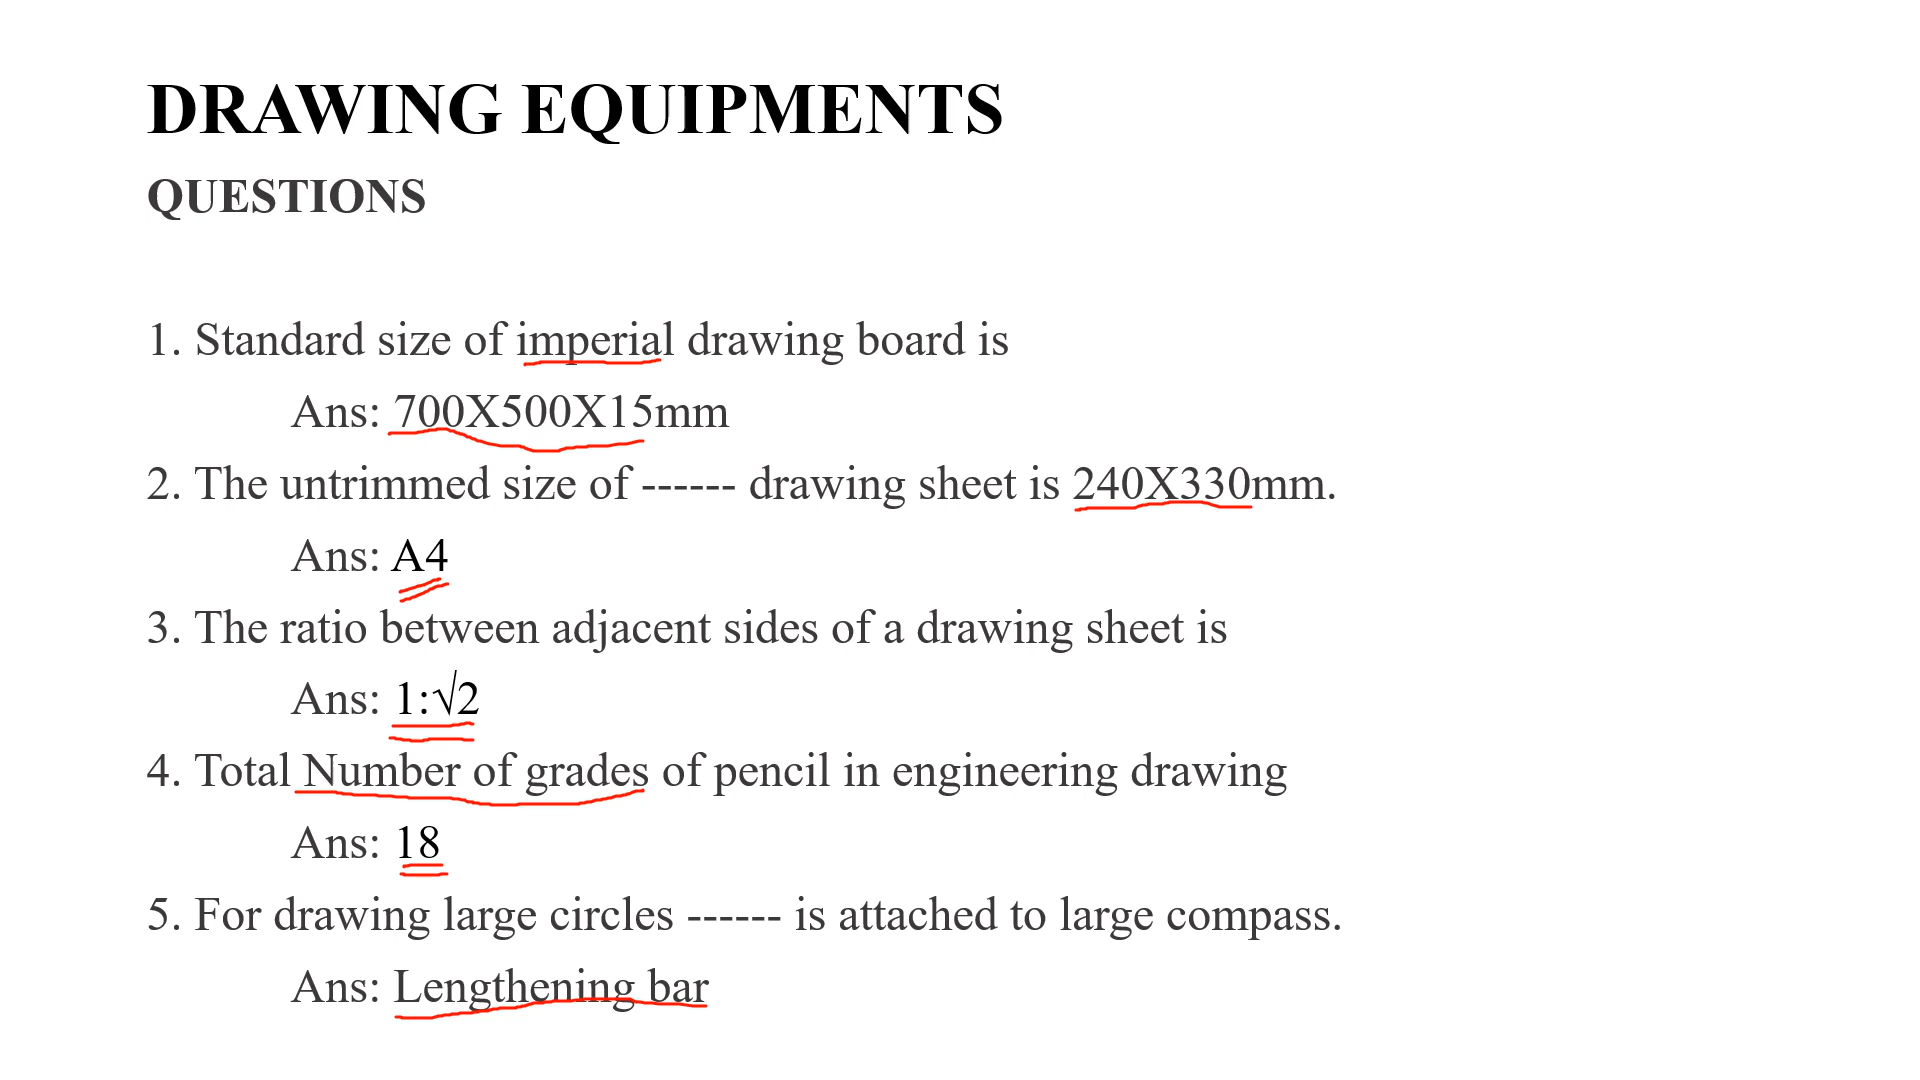 DRAWING EQUIPMENTS
QUESTIONS
1. Standard size of imperial drawing board is
Ans: 700X500X15mm
2. The untrimmed size of ------ drawing sheet is 240X330mm.
Ans: A4
3. The ratio between adjacent sides of a drawing sheet is
Ans: 1:√2
4. Total Number of grades of pencil in engineering drawing
Ans: 18
5. For drawing large circles ------ is attached to large compass.
Ans: Lengthening bar